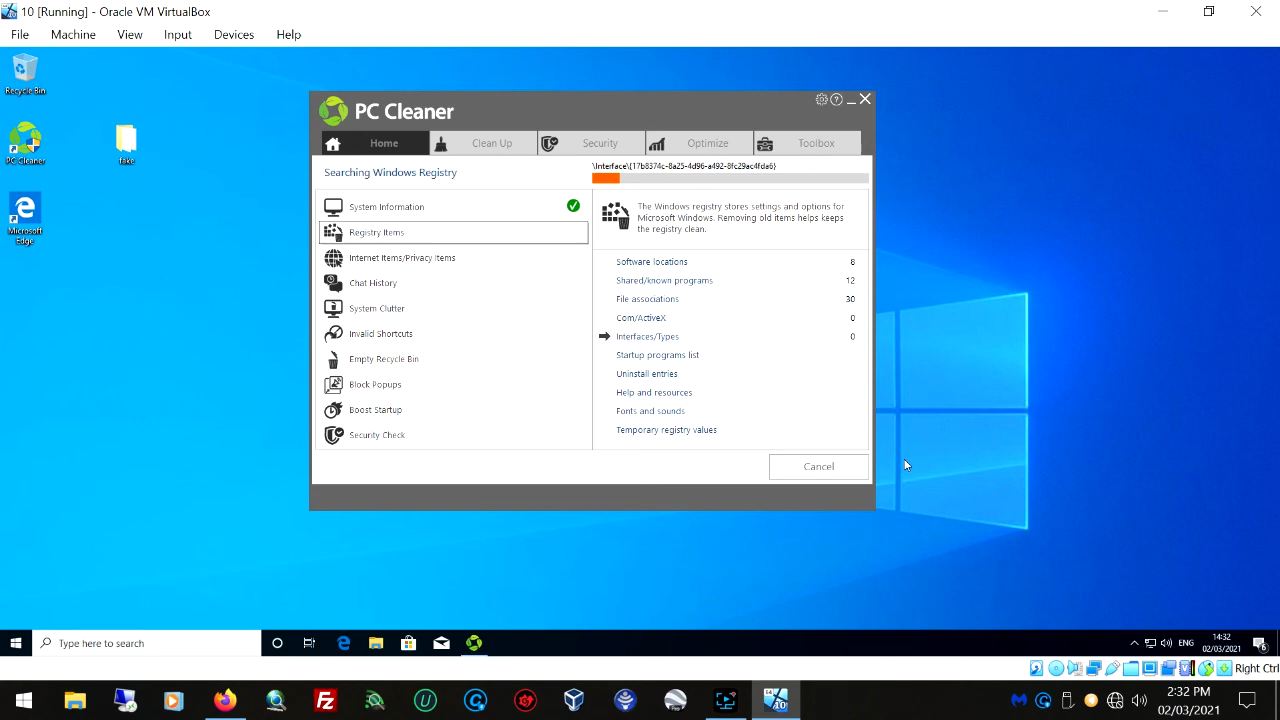 10 [Running] - Oracle VM VirtualBox
File Machine View Input Devices Help
Recycle Bin
PC Cleaner
fake
Microsoft
Edge
PC Cleaner
Home Clean Up Security Optimize Toolbox
Searching Windows Registry
\Interface\{17b8374c-8a25-4d96-a492-8fc29ac4fda6}
System Information
Registry Items
Internet Items/Privacy Items
Chat History
System Clutter
Invalid Shortcuts
Empty Recycle Bin
Block Popups
Boost Startup
Security Check
The Windows registry stores settings and options for
Microsoft Windows. Removing old items helps keeps
the registry clean.
Software locations 8
Shared/known programs 12
File associations 30
Com/ActiveX 0
Interfaces/Types 0
Startup programs list
Uninstall entries
Help and resources
Fonts and sounds
Temporary registry values
Cancel
Type here to search
ENG
14:32
02/03/2021
Right Ctrl
2:32 PM
02/03/2021